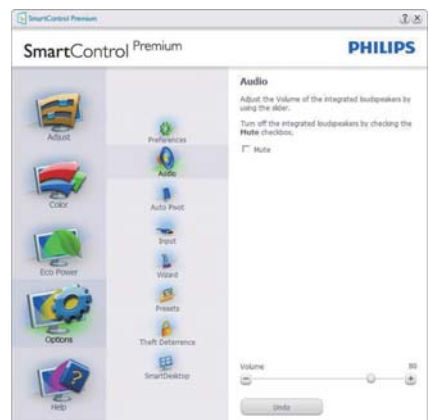 SmartControl Premium
SmartControl Premium
PHILIPS
Adjust
Color
Eco Power
Options
Help
Preferences
Audio
Auto Pivot
Input
Wizard
Presets
Theft Deterrence
SmartDesktop
Audio
Adjust the Volume of the integrated loudspeakers by
using the slider.
Turn off the integrated loudspeakers by checking the
Mute checkbox.
Mute
Volume
80
Undo